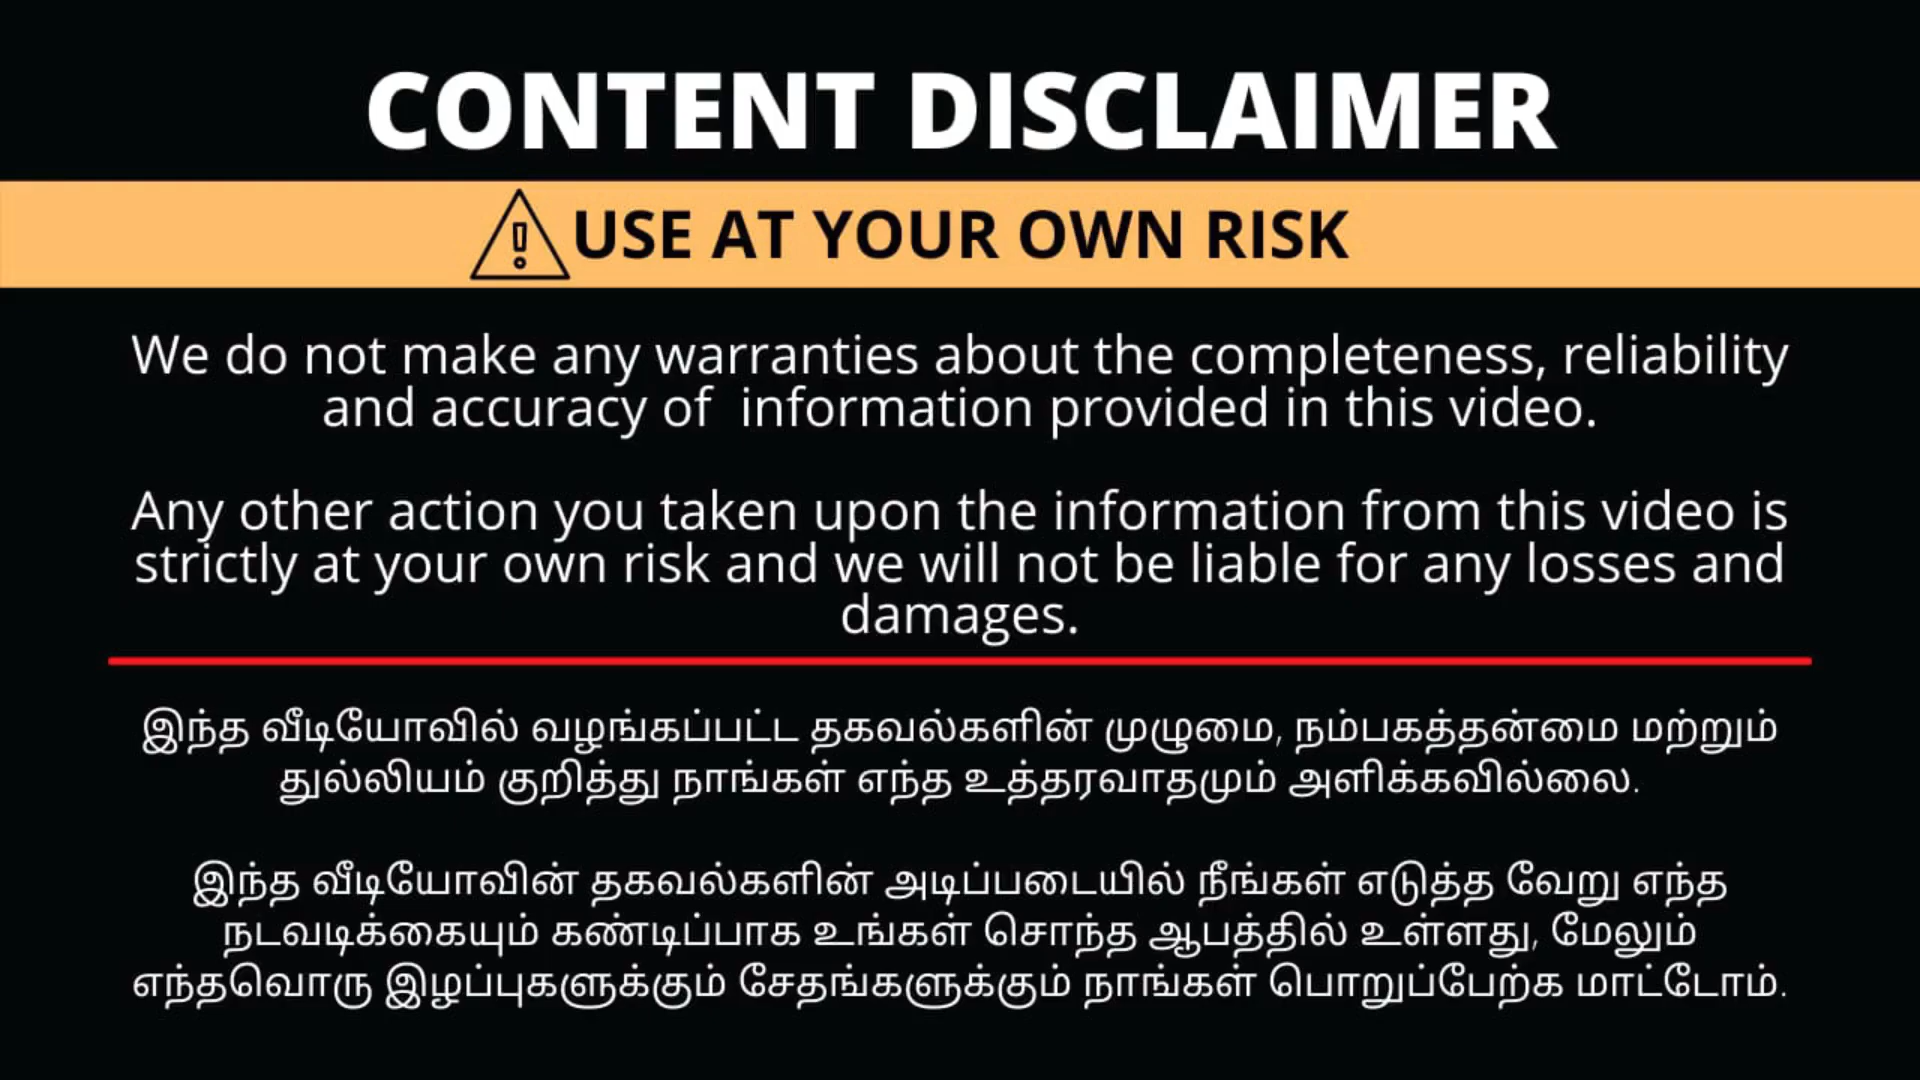 CONTENT DISCLAIMER
USE AT YOUR OWN RISK
We do not make any warranties about the completeness, reliability
and accuracy of  information provided in this video.
Any other action you taken upon the information from this video is
strictly at your own risk and we will not be liable for any losses and
damages.
இந்த வீடியோவில் வழங்கப்பட்ட தகவல்களின் முழுமை, நம்பகத்தன்மை மற்றும்
துல்லியம் குறித்து நாங்கள் எந்த உத்தரவாதமும் அளிக்கவில்லை.
இந்த வீடியோவின் தகவல்களின் அடிப்படையில் நீங்கள் எடுத்த வேறு எந்த
நடவடிக்கையும் கண்டிப்பாக உங்கள் சொந்த ஆபத்தில் உள்ளது, மேலும்
எந்தவொரு இழப்புகளுக்கும் சேதங்களுக்கும் நாங்கள் பொறுப்பேற்க மாட்டோம்.